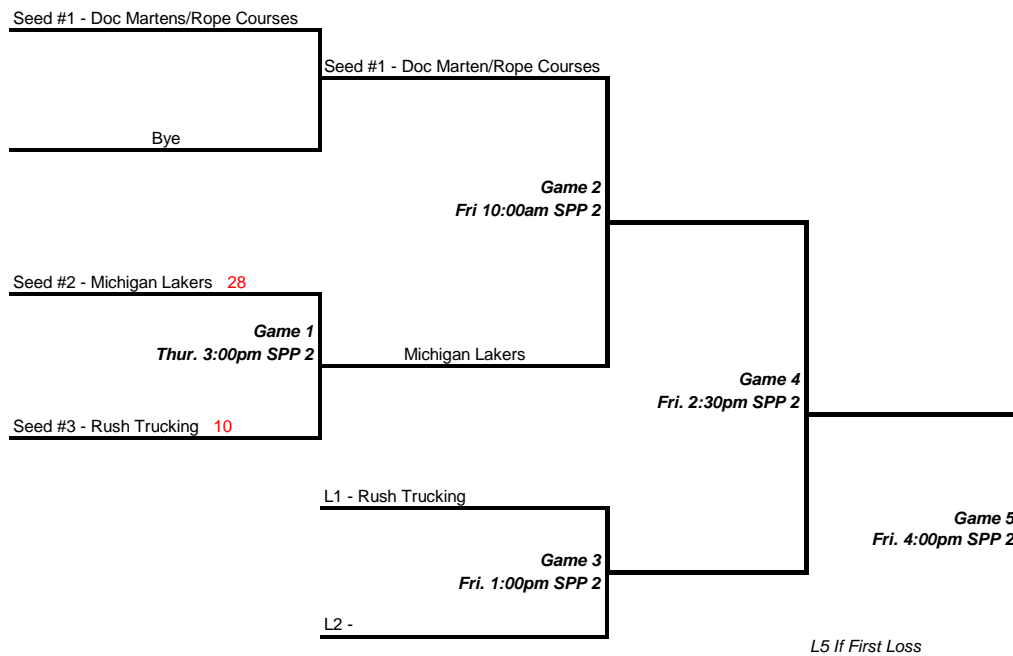 Seed #1 - Doc Martens/Rope Courses
Seed #1 - Doc Marten/Rope Courses
Bye
Game 2
Fri 10:00am SPP 2
Seed #2 - Michigan Lakers 28
Game 1
Thur. 3:00pm SPP 2
Michigan Lakers
Game 4
Fri. 2:30pm SPP 2
Seed #3 - Rush Trucking 10
L1 - Rush Trucking
Game 5
Fri. 4:00pm SPP 2
Game 3
Fri. 1:00pm SPP 2
L2 -
L5 If First Loss